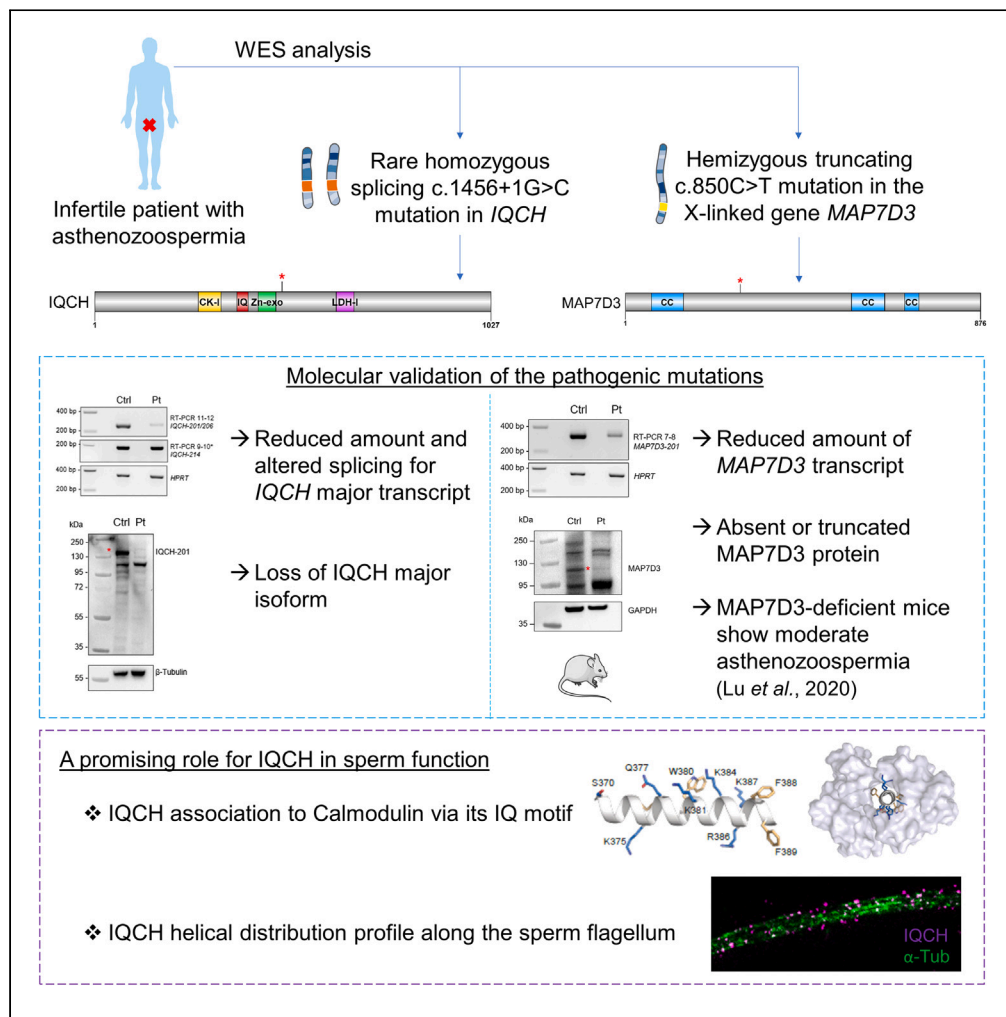 WES analysis
Infertile patient with
asthenozoospermia
Rare homozygous
splicing c.1456+1G>C
mutation in IQCH
Hemizygous truncating
c.850C>T mutation in the
X-linked gene MAP7D3
*
IQCH
CK-I
IQ
Zn-exo
LDH-I
1
1027
*
MAP7D3
CC
CC
CC
1
876
Molecular validation of the pathogenic mutations
Ctrl
Pt
400 bp
200 bp
RT-PCR 11-12
IQCH-201/206
200 bp
RT-PCR 9-10*
IQCH-214
200 bp
HPRT
→ Reduced amount and
altered splicing for
IQCH major transcript
kDa
Ctrl
Pt
250
130
95
72
55
35
*
IQCH-201
55
β-Tubulin
→ Loss of IQCH major
isoform
Ctrl
Pt
400 bp
200 bp
RT-PCR 7-8
MAP7D3-201
400 bp
200 bp
HPRT
→ Reduced amount of
MAP7D3 transcript
kDa
Ctrl
Pt
250
130
95
*
MAP7D3
35
GAPDH
→ Absent or truncated
MAP7D3 protein
→ MAP7D3-deficient mice
show moderate
asthenozoospermia
(Lu et al., 2020)
A promising role for IQCH in sperm function
❖ IQCH association to Calmodulin via its IQ motif
S370
Q377
W380
K384
K387
F388
K381
K375
R386
F389
❖ IQCH helical distribution profile along the sperm flagellum
IQCH
α-Tub